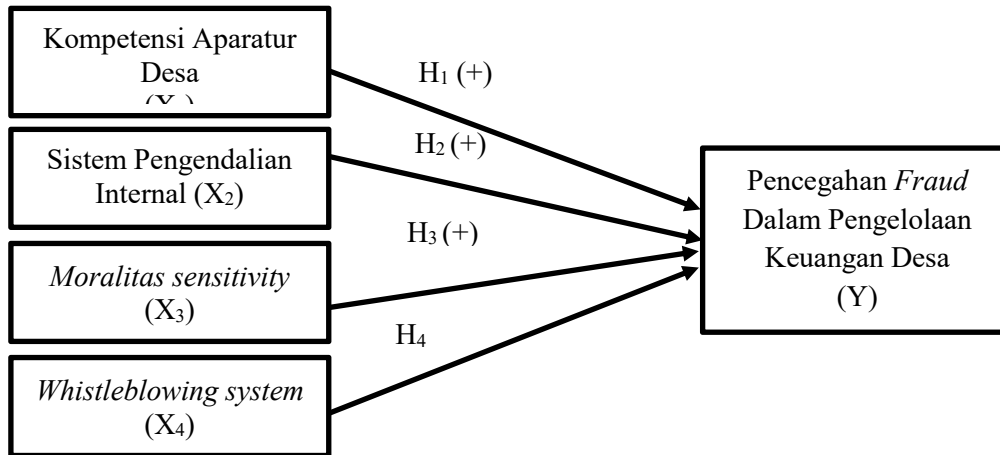 Kompetensi Aparatur
Desa
H₁ (+)
H₂ (+)
Sistem Pengendalian
Internal (X₂)
Pencegahan Fraud
Dalam Pengelolaan
Keuangan Desa
(Y)
H₃ (+)
Moralitas sensitivity
(X₃)
H₄
Whistleblowing system
(X₄)